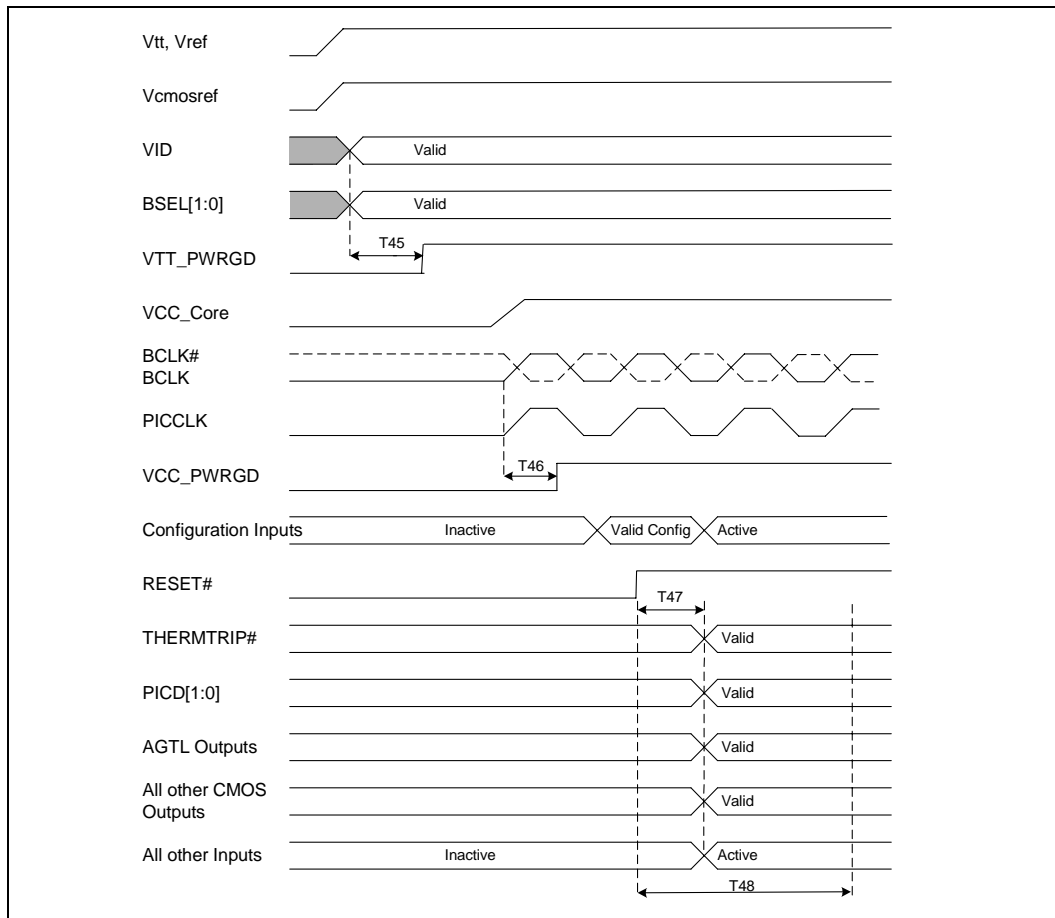 Vtt, Vref
Vcmosref
VID
Valid
BSEL[1:0]
Valid
T45
VTT_PWRGD
VCC_Core
BCLK#
BCLK
PICCLK
T46
VCC_PWRGD
Configuration Inputs
Inactive
Valid Config
Active
RESET#
T47
THERMTRIP#
Valid
PICD[1:0]
Valid
AGTL Outputs
Valid
All other CMOS
Outputs
Valid
All other Inputs
Inactive
Active
T48